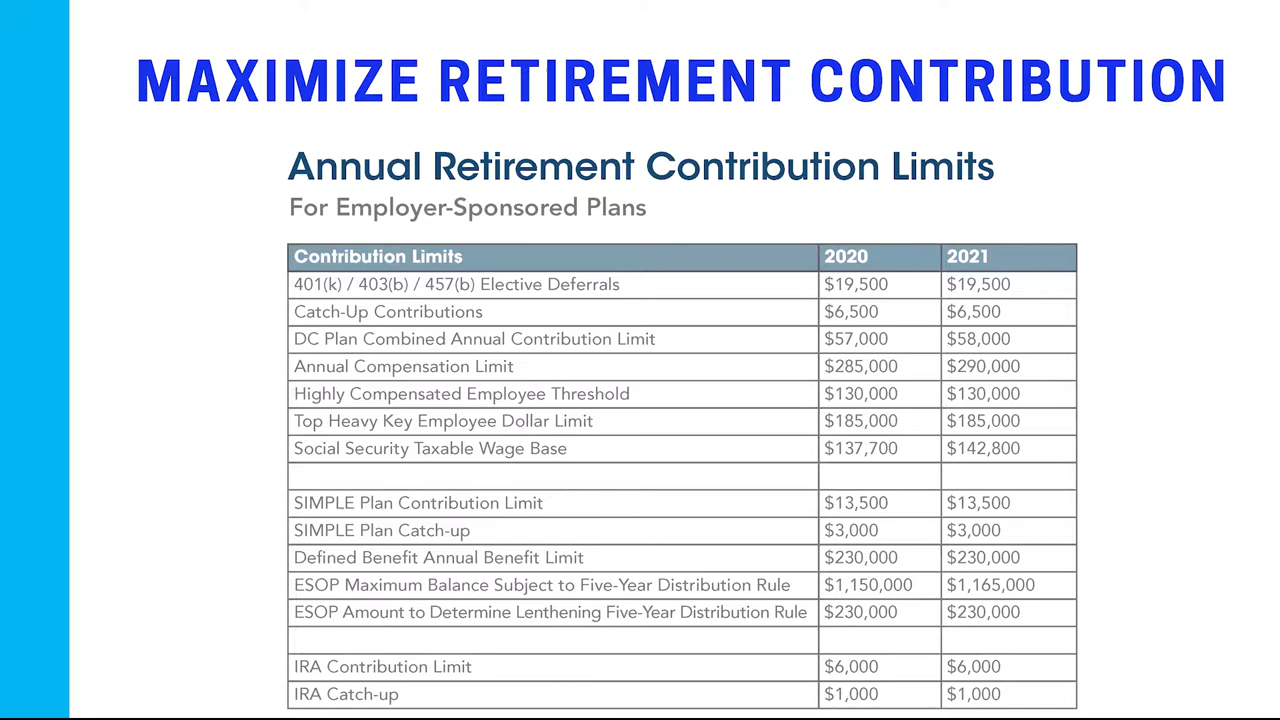 MAXIMIZE RETIREMENT CONTRIBUTION
Annual Retirement Contribution Limits
For Employer-Sponsored Plans
Contribution Limits 2020 2021
401(k) / 403(b) / 457(b) Elective Deferrals $19,500 $19,500
Catch-Up Contributions $6,500 $6,500
DC Plan Combined Annual Contribution Limit $57,000 $58,000
Annual Compensation Limit $285,000 $290,000
Highly Compensated Employee Threshold $130,000 $130,000
Top Heavy Key Employee Dollar Limit $185,000 $185,000
Social Security Taxable Wage Base $137,700 $142,800
SIMPLE Plan Contribution Limit $13,500 $13,500
SIMPLE Plan Catch-up $3,000 $3,000
Defined Benefit Annual Benefit Limit $230,000 $230,000
ESOP Maximum Balance Subject to Five-Year Distribution Rule $1,150,000 $1,165,000
ESOP Amount to Determine Lenthening Five-Year Distribution Rule $230,000 $230,000
IRA Contribution Limit $6,000 $6,000
IRA Catch-up $1,000 $1,000